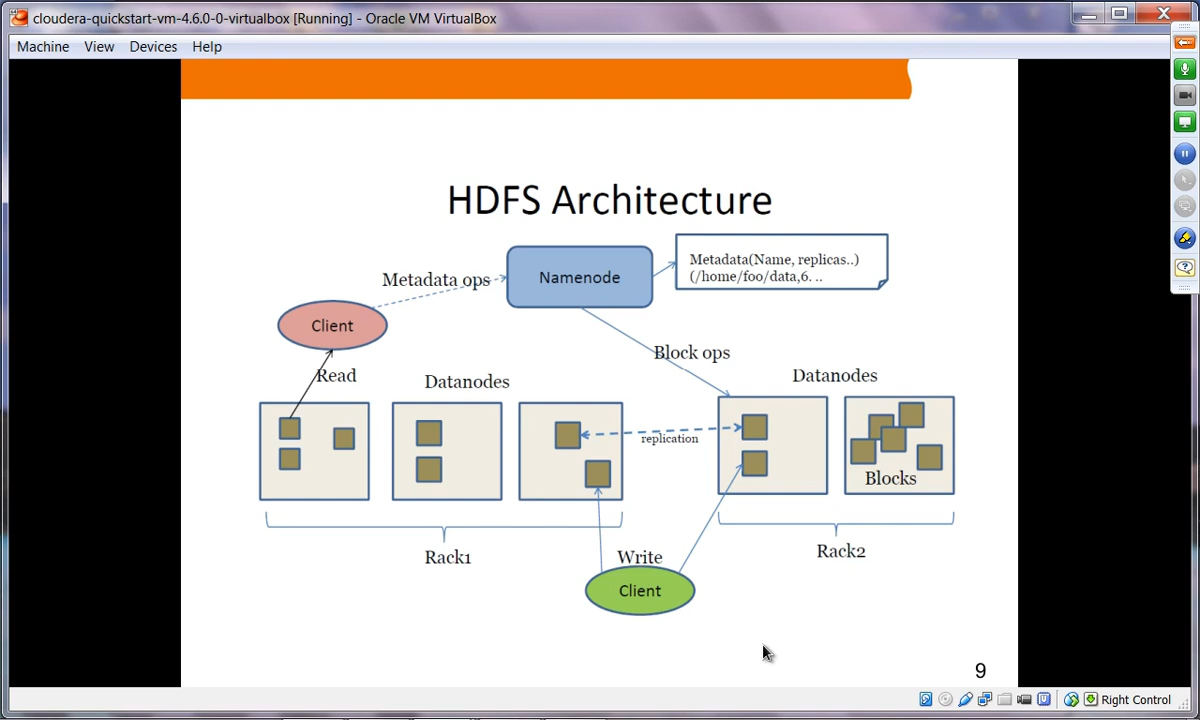 cloudera-quickstart-vm-4.6.0-0-virtualbox [Running] - Oracle VM VirtualBox
Machine View Devices Help
HDFS Architecture
Metadata(Name, replicas..)
(/home/foo/data,6. ..
Metadata ops
Namenode
Client
Block ops
Read
Datanodes
Datanodes
replication
Blocks
Rack1
Write
Rack2
Client
9
Right Control